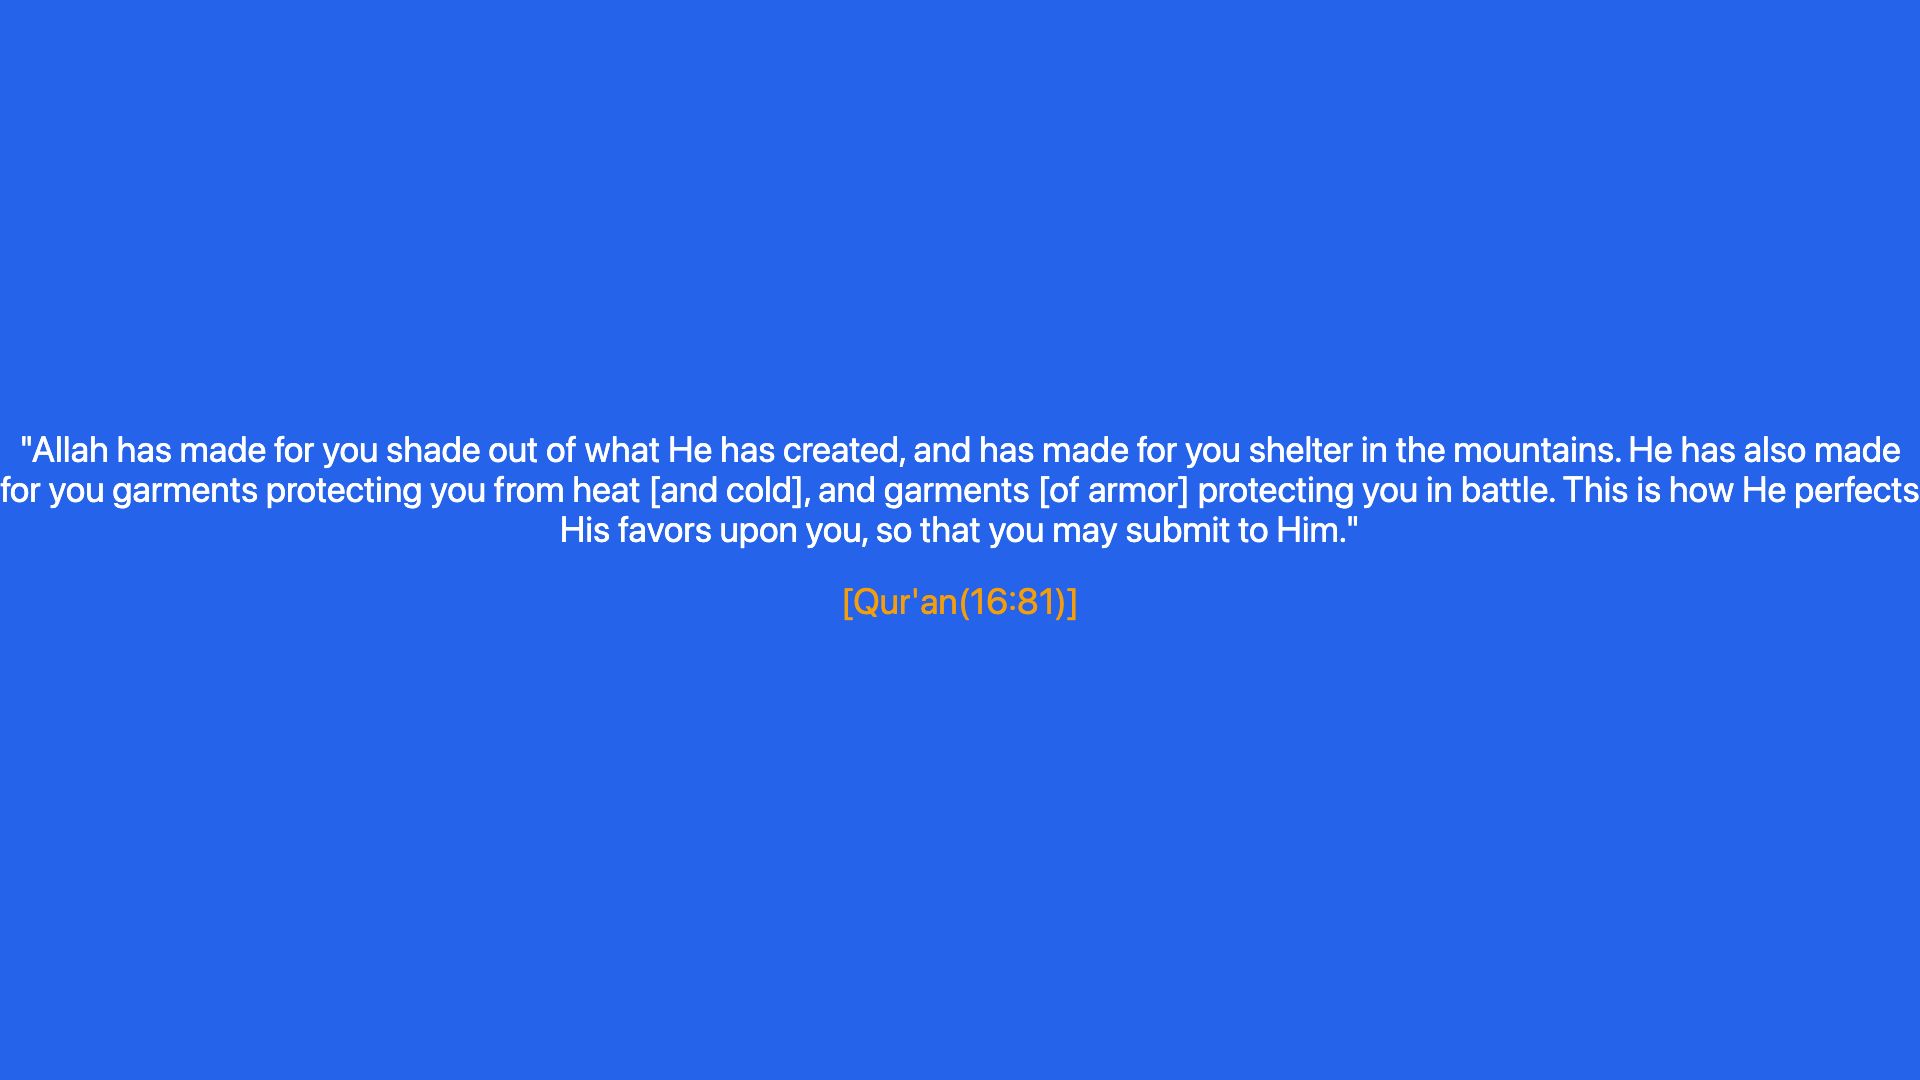 "Allah has made for you shade out of what He has created, and has made for you shelter in the mountains. He has also made
for you garments protecting you from heat [and cold], and garments [of armor] protecting you in battle. This is how He perfects
His favors upon you, so that you may submit to Him."
[Qur'an(16:81)]